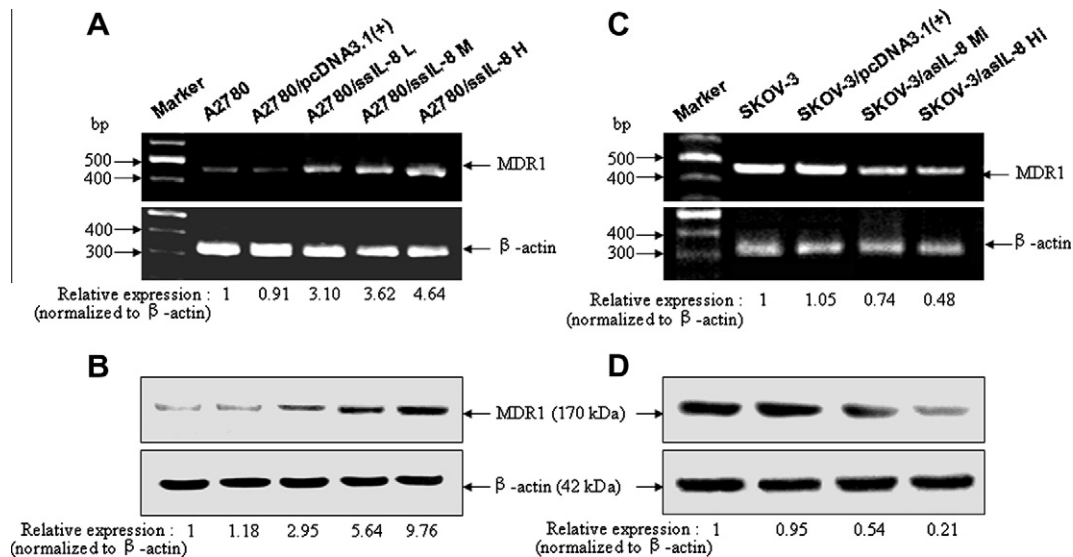 A
Marker
A2780
A2780/pcDNA3.1(+)
A2780/ssIL-8 L
A2780/ssIL-8 M
A2780/ssIL-8 H
bp
500
400
MDR1
400
300
β-actin
Relative expression : 1 0.91 3.10 3.62 4.64
(normalized to β-actin)
C
Marker
SKOV-3
SKOV-3/pcDNA3.1(+)
SKOV-3/asIL-8 Mi
SKOV-3/asIL-8 Hi
bp
500
400
MDR1
400
300
β-actin
Relative expression : 1 1.05 0.74 0.48
(normalized to β-actin)
B
MDR1 (170 kDa)
β-actin (42 kDa)
Relative expression : 1 1.18 2.95 5.64 9.76
(normalized to β-actin)
D
1 0.95 0.54 0.21